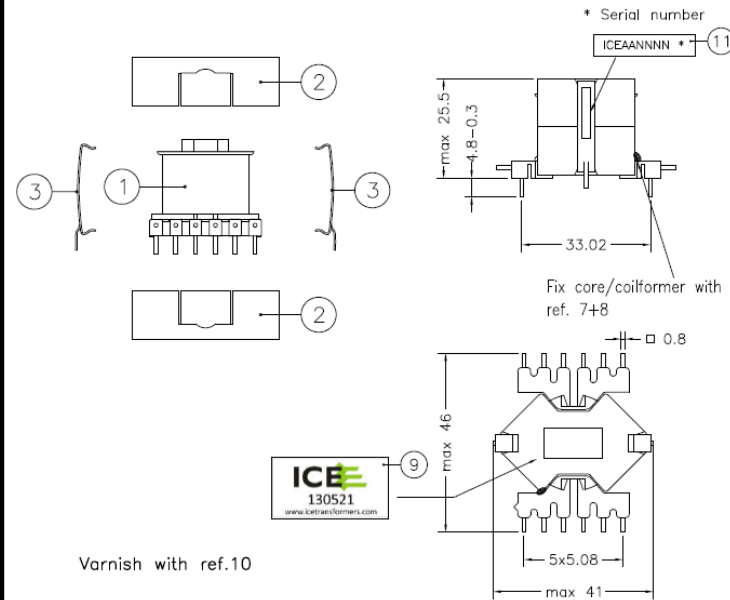 * Serial number
ICEAANNNN *
11
2
max 25.5
4.8-0.3
3
1
3
33.02
Fix core/coilformer with
ref. 7+8
2
0.8
max 46
9
ICE
130521
www.icetransformers.com
5x5.08
Varnish with ref.10
max 41